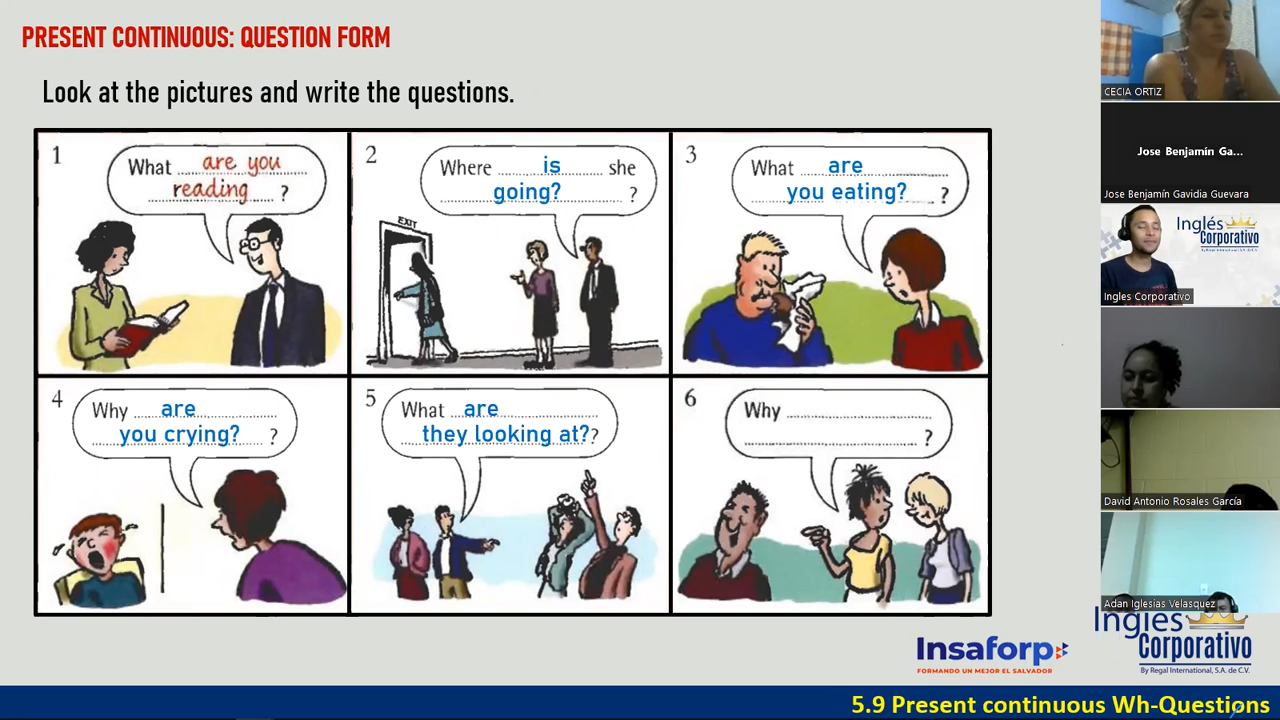 PRESENT CONTINUOUS: QUESTION FORM
Look at the pictures and write the questions.
1
What are you
reading ?
2
Where is she
going? ?
EXIT
3
What are
you eating? ?
4
Why are
you crying? ?
5
What are
they looking at? ?
6
Why
?
CECIA ORTIZ
Jose Benjamín Ga...
Jose Benjamín Gavidia Guevara
Inglés
Corporativo
By Regal International, S.A. de C.V.
Ingles Corporativo
David Antonio Rosales García
Adan Iglesias Velasquez
Insaforp
FORMANDO UN MEJOR EL SALVADOR
Inglés
Corporativo
By Regal International, S.A. de C.V.
5.9 Present continuous Wh-Questions